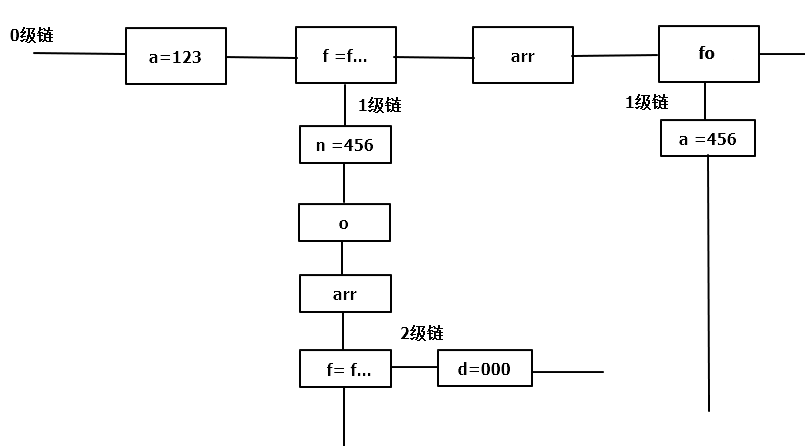 0级链
a=123
f =f...
arr
fo
1级链
1级链
n =456
a =456
o
arr
2级链
f= f...
d=000